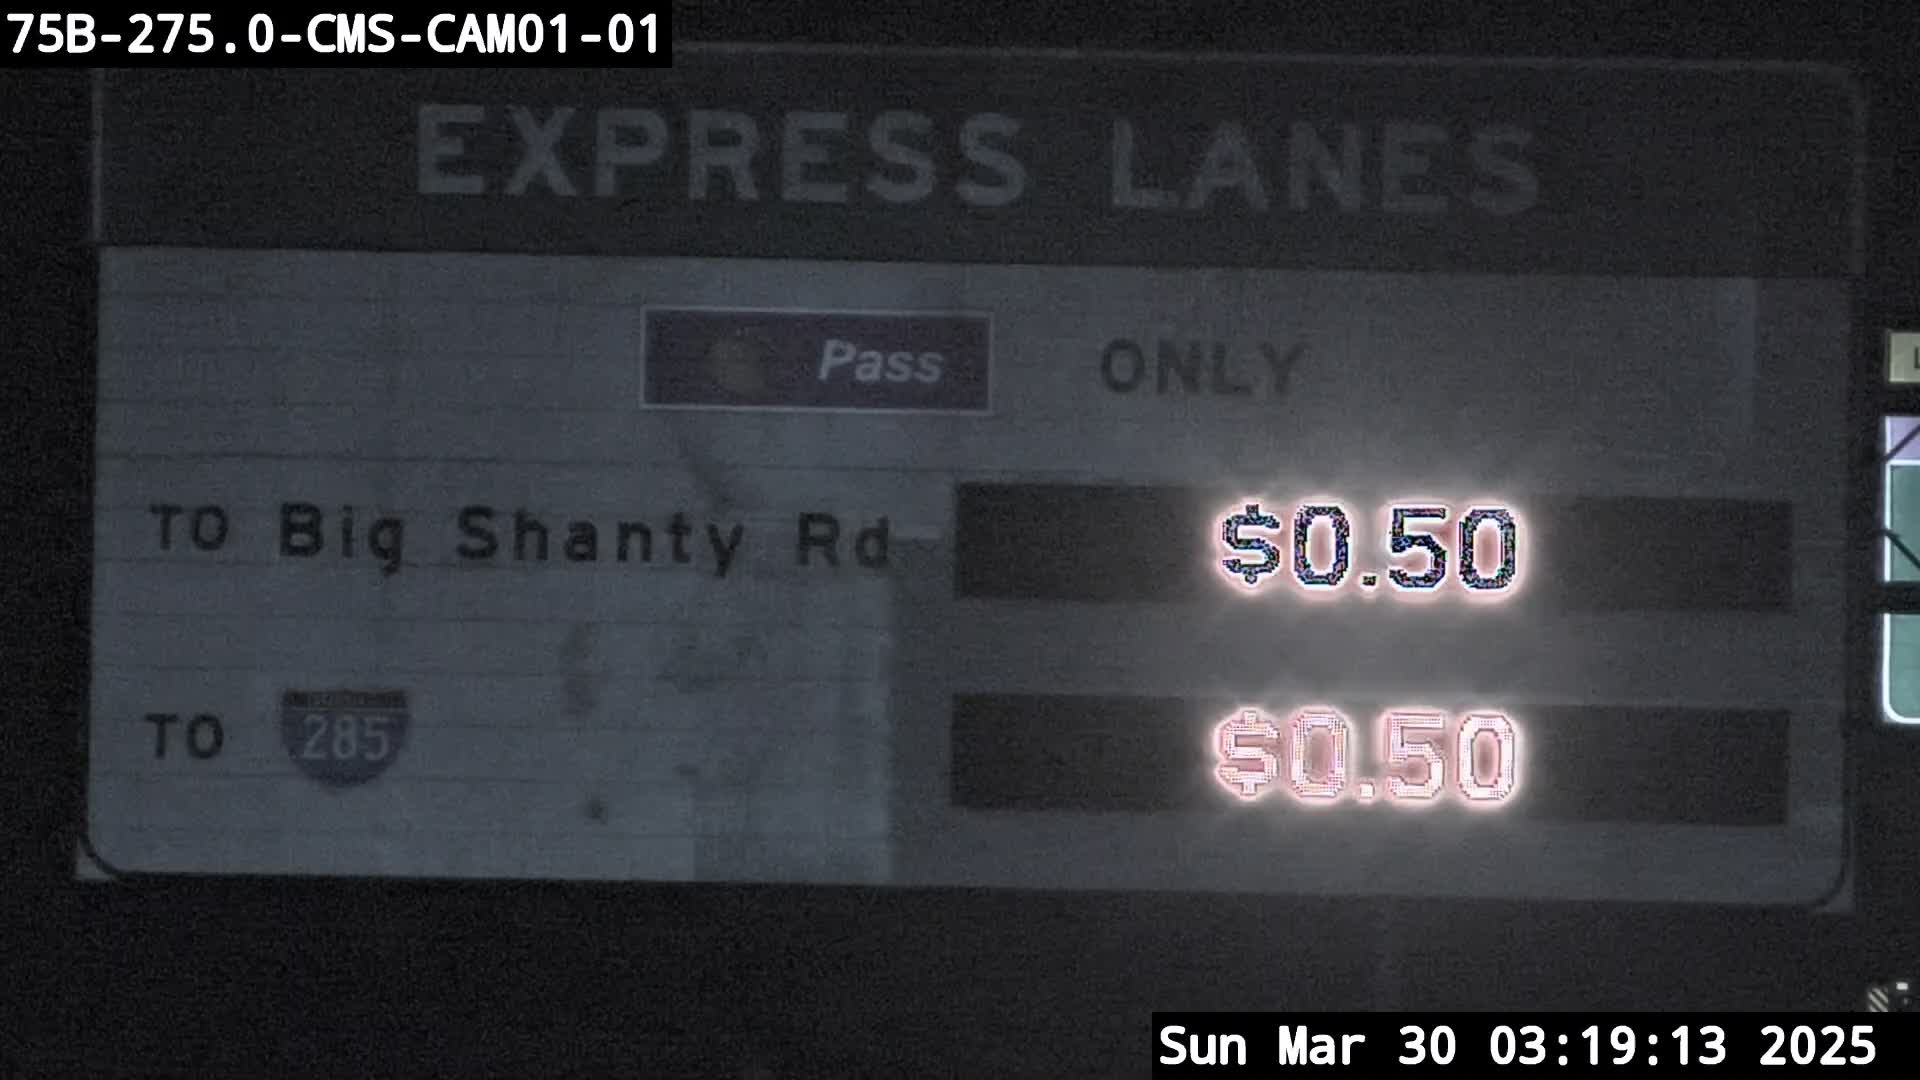 75B-275.0-CMS-CAM01-01
EXPRESS LANES
Pass ONLY
TO Big Shanty Rd $0.50
TO 285 $0.50
Sun Mar 30 03:19:13 2025